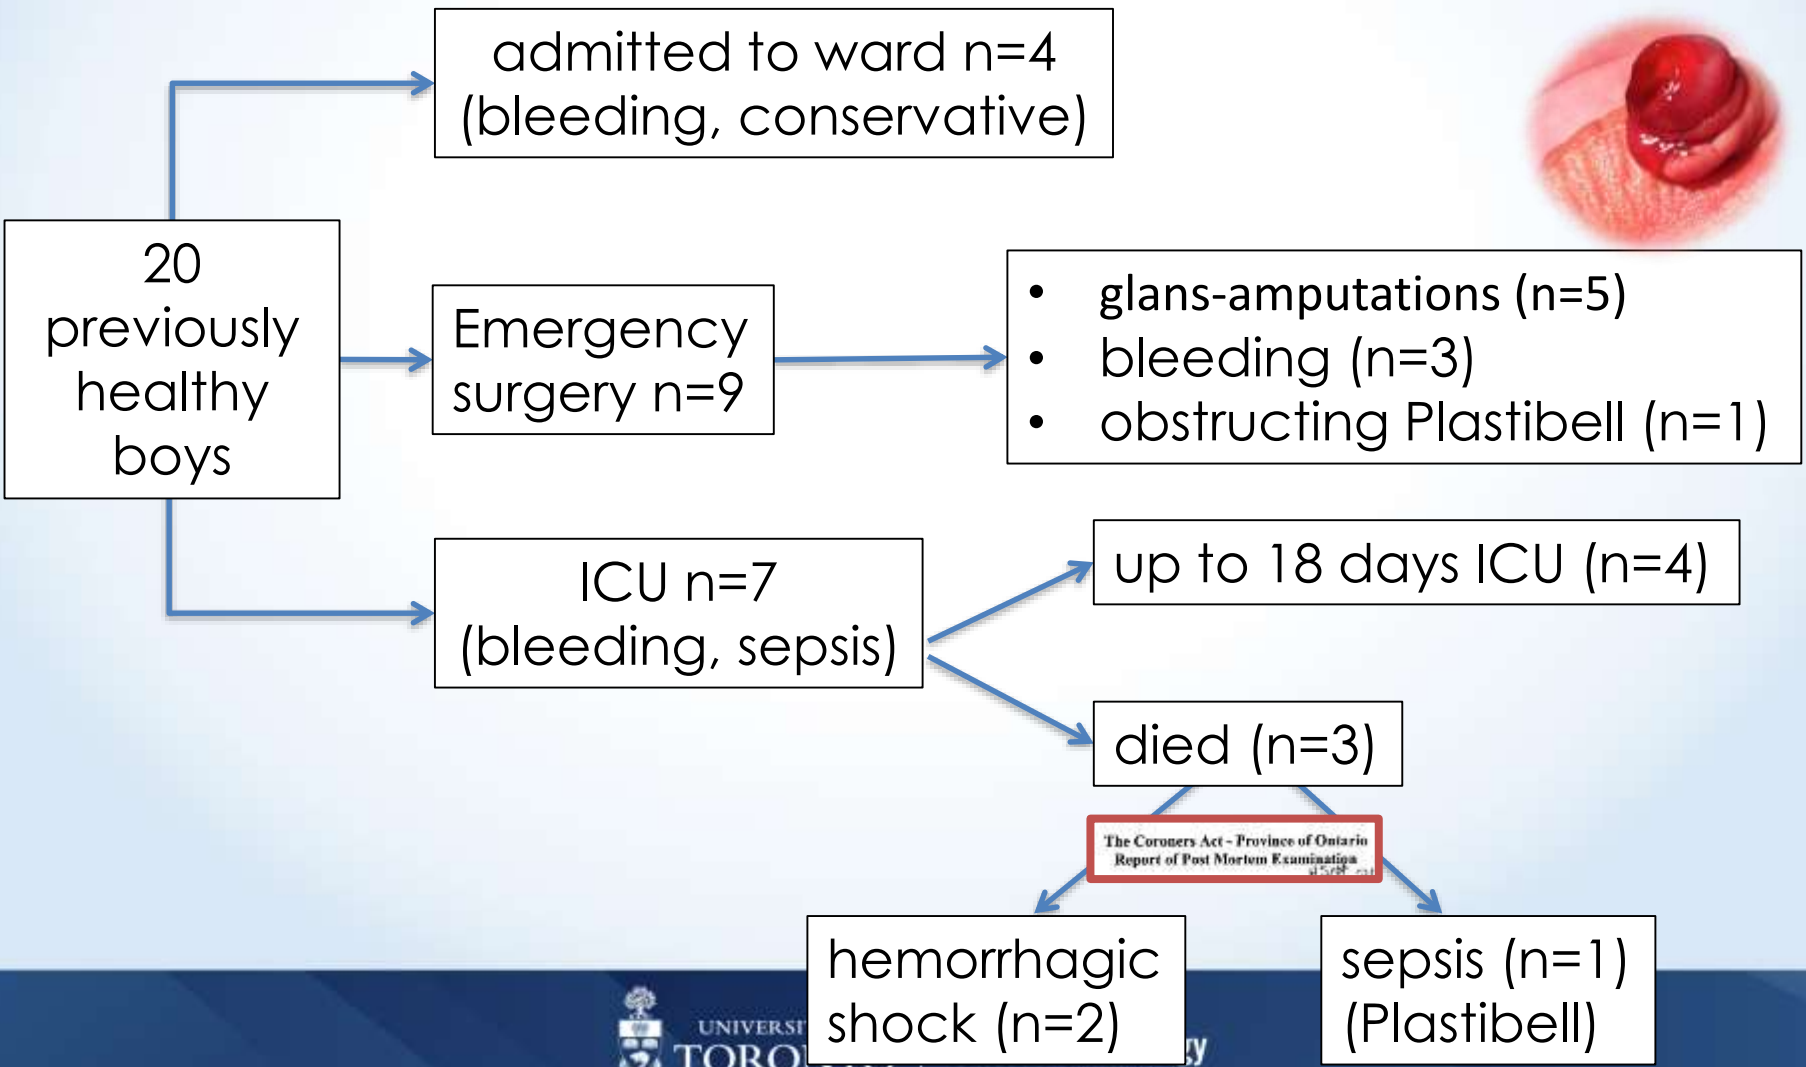 admitted to ward n=4
(bleeding, conservative)
20
previously
healthy
boys
Emergency
surgery n=9
• glans-amputations (n=5)
• bleeding (n=3)
• obstructing Plastibell (n=1)
ICU n=7
(bleeding, sepsis)
up to 18 days ICU (n=4)
died (n=3)
The Coroners Act - Province of Ontario
Report of Post Mortem Examination
hemorrhagic
shock (n=2)
sepsis (n=1)
(Plastibell)